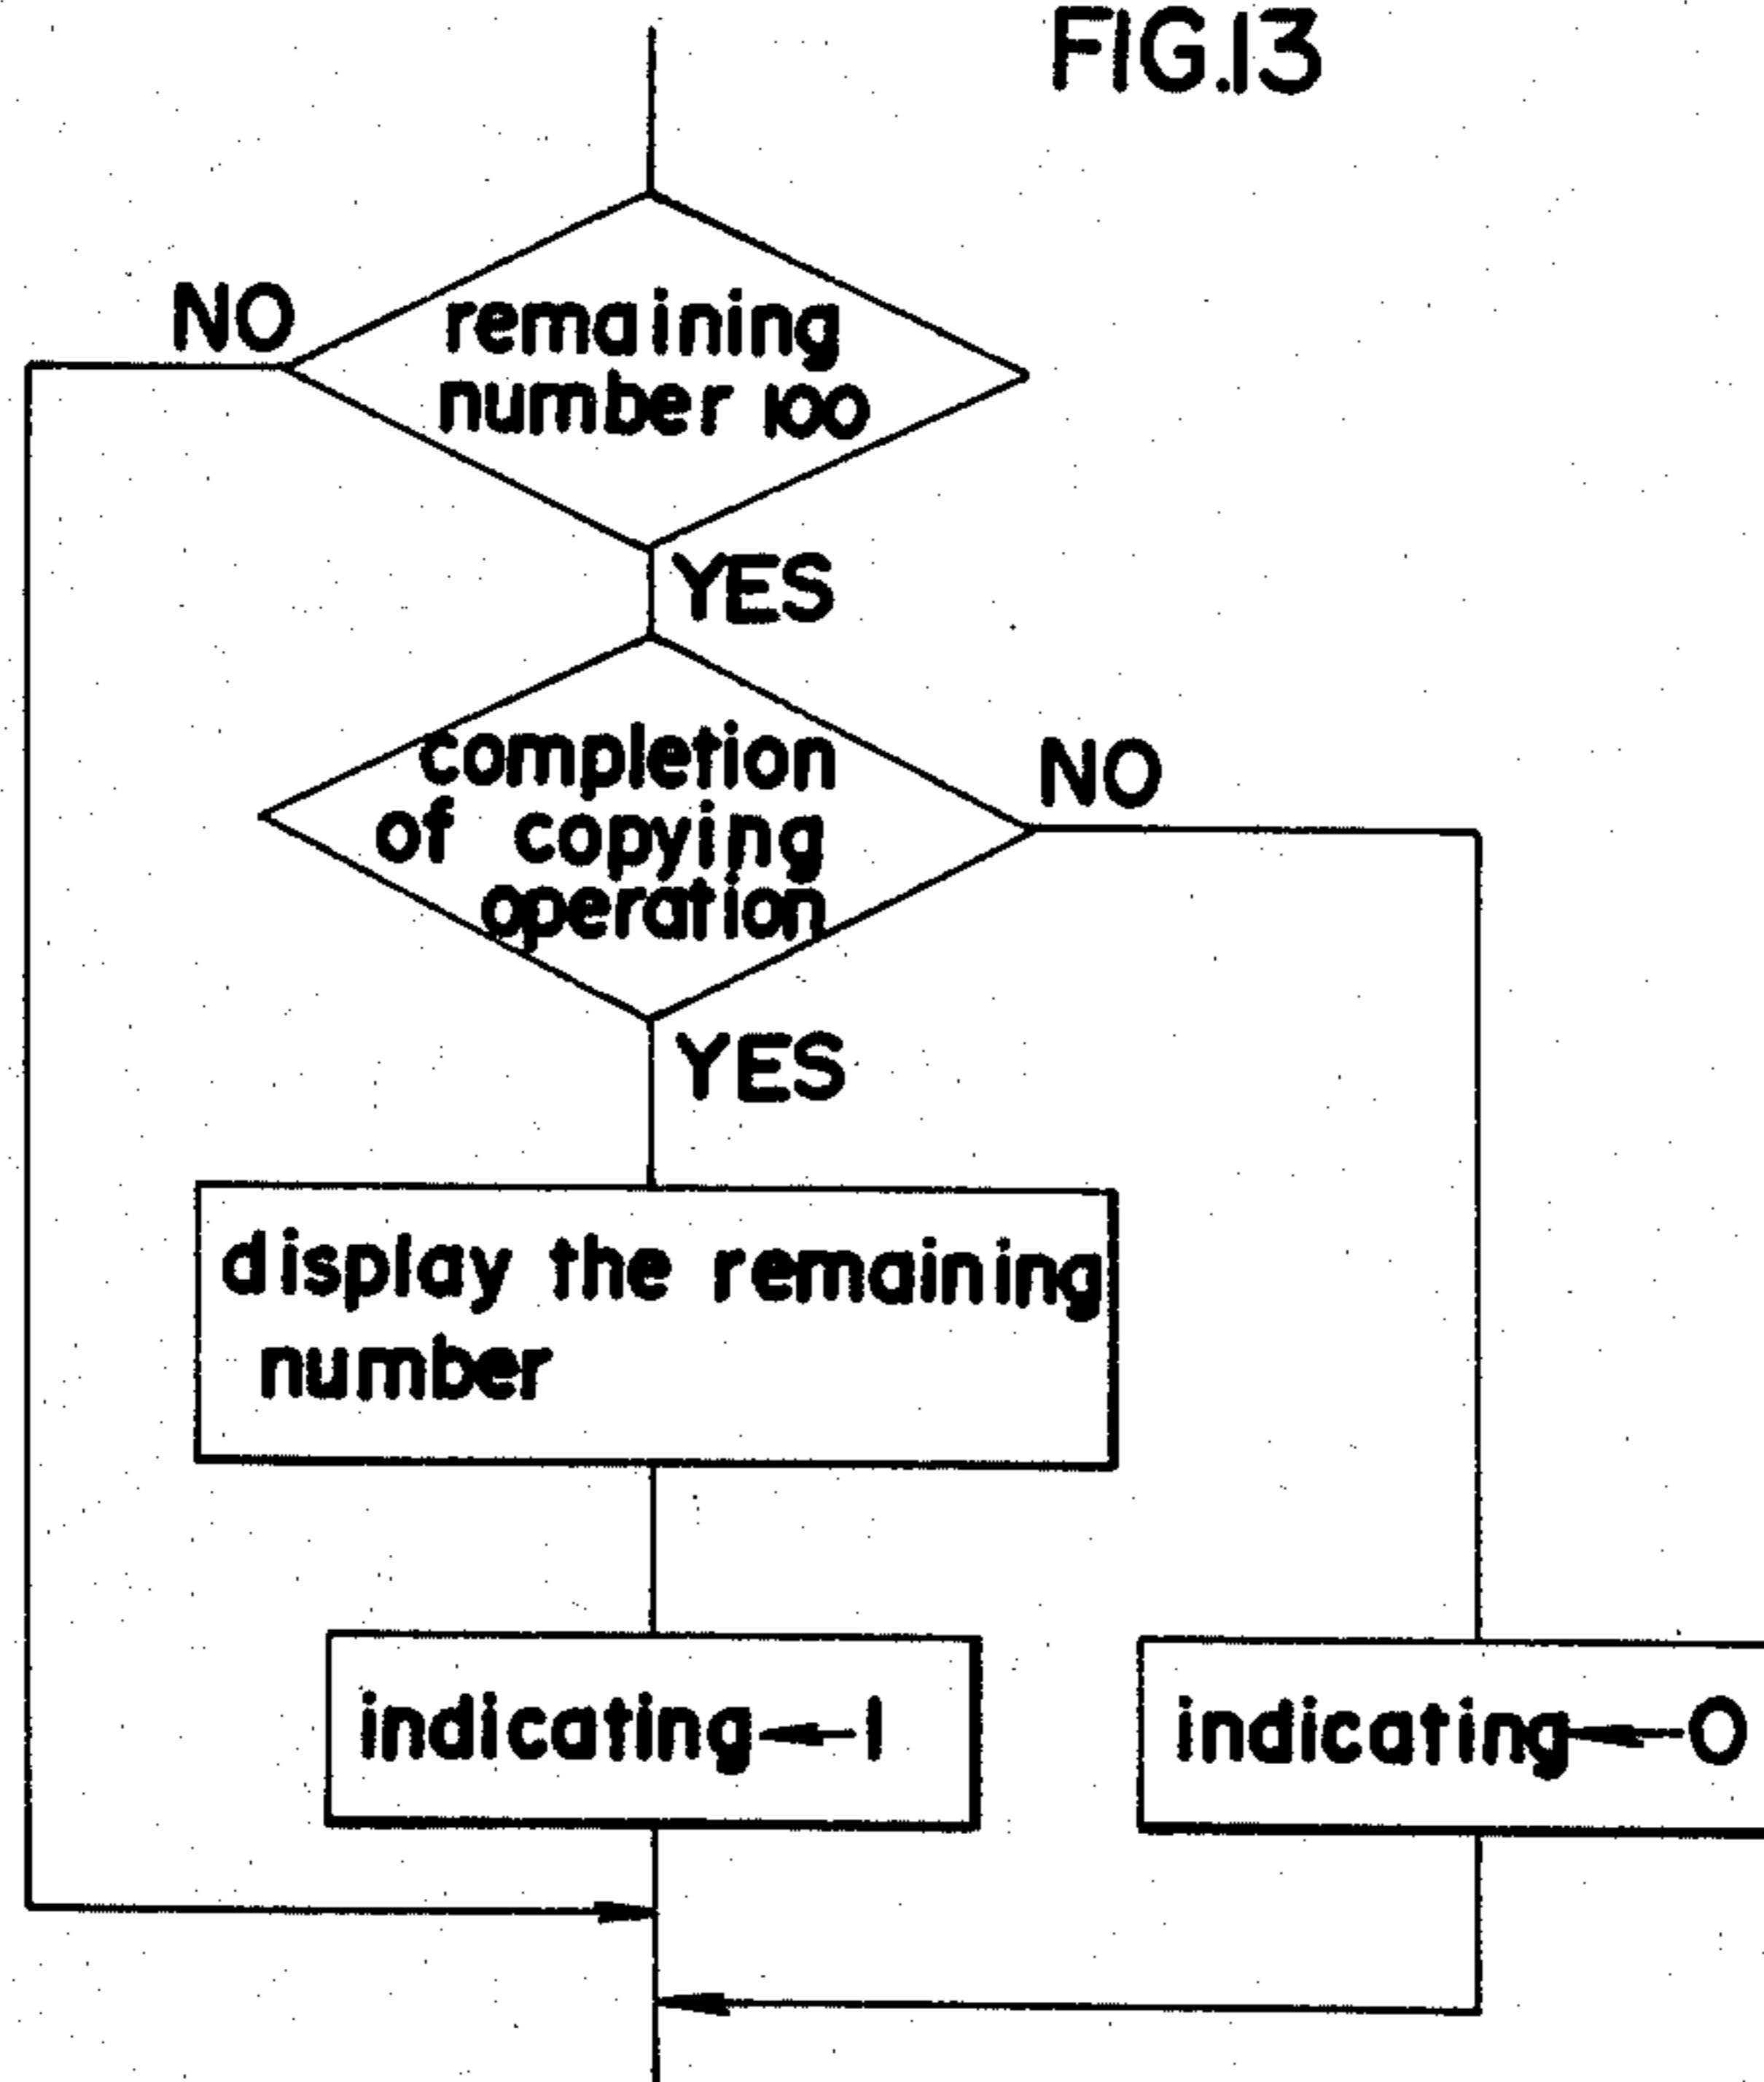 FIG.13
NO
remaining
number 100
YES
completion
of copying
operation
NO
YES
display the remaining
number
indicating←1
indicating←0